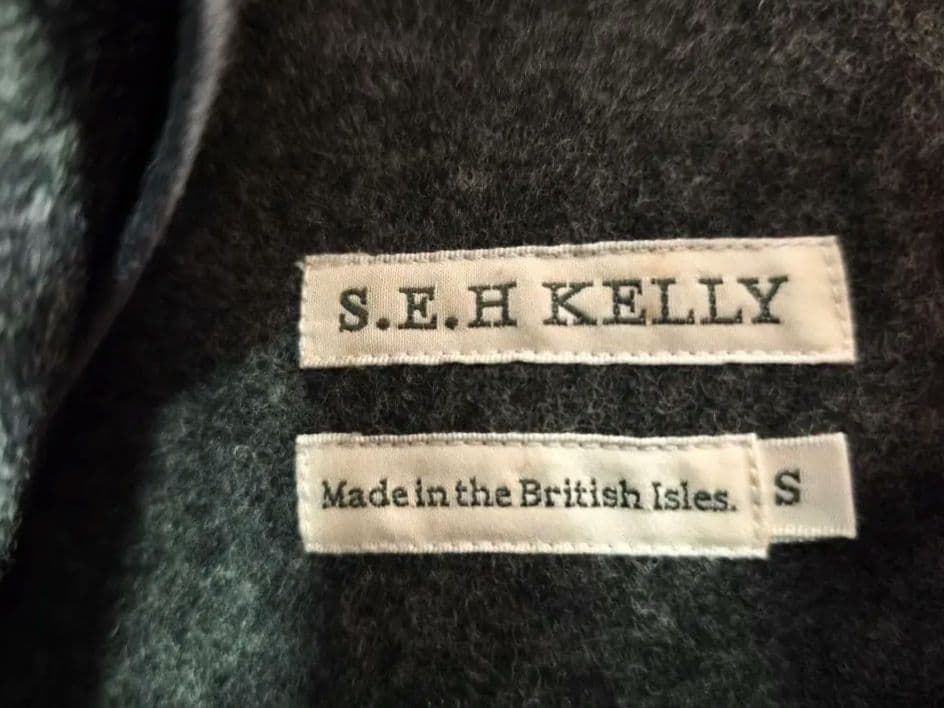 S.E.H KELLY
Made in the British Isles.
S